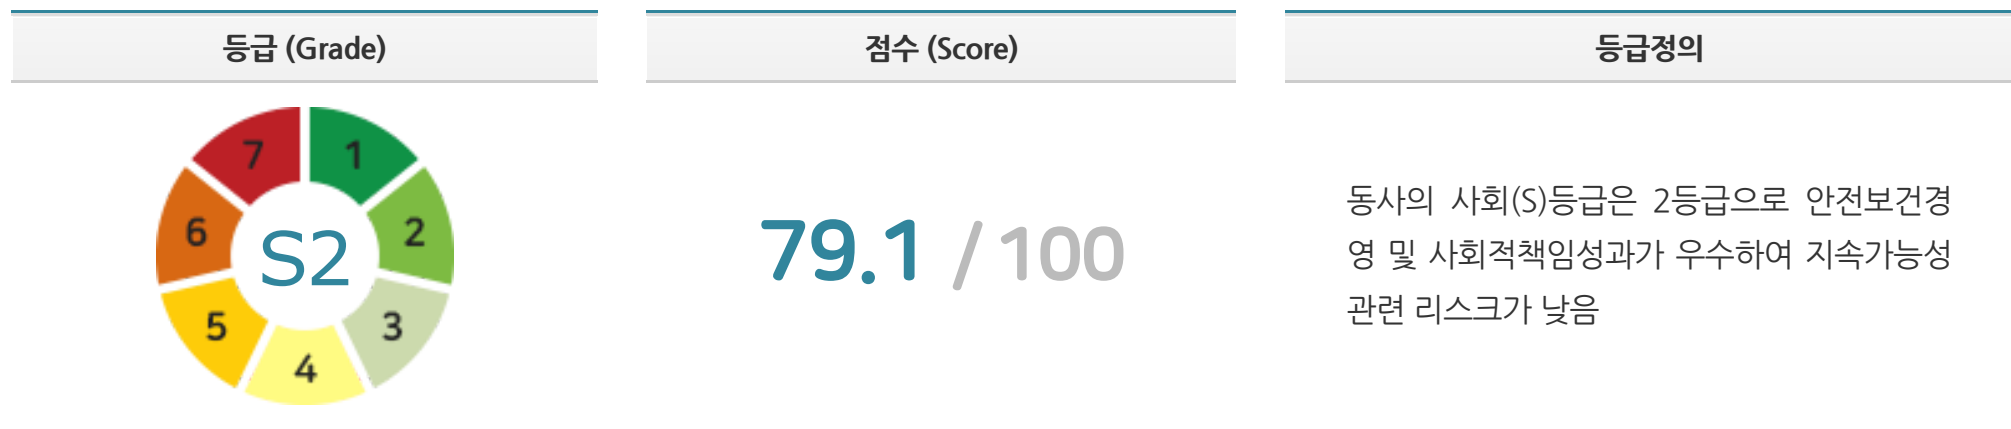 등급 (Grade)
점수 (Score)
등급정의
7
1
6
2
S2
5
3
4
79.1 / 100
동사의 사회(S)등급은 2등급으로 안전보건경
영 및 사회적책임성과가 우수하여 지속가능성
관련 리스크가 낮음